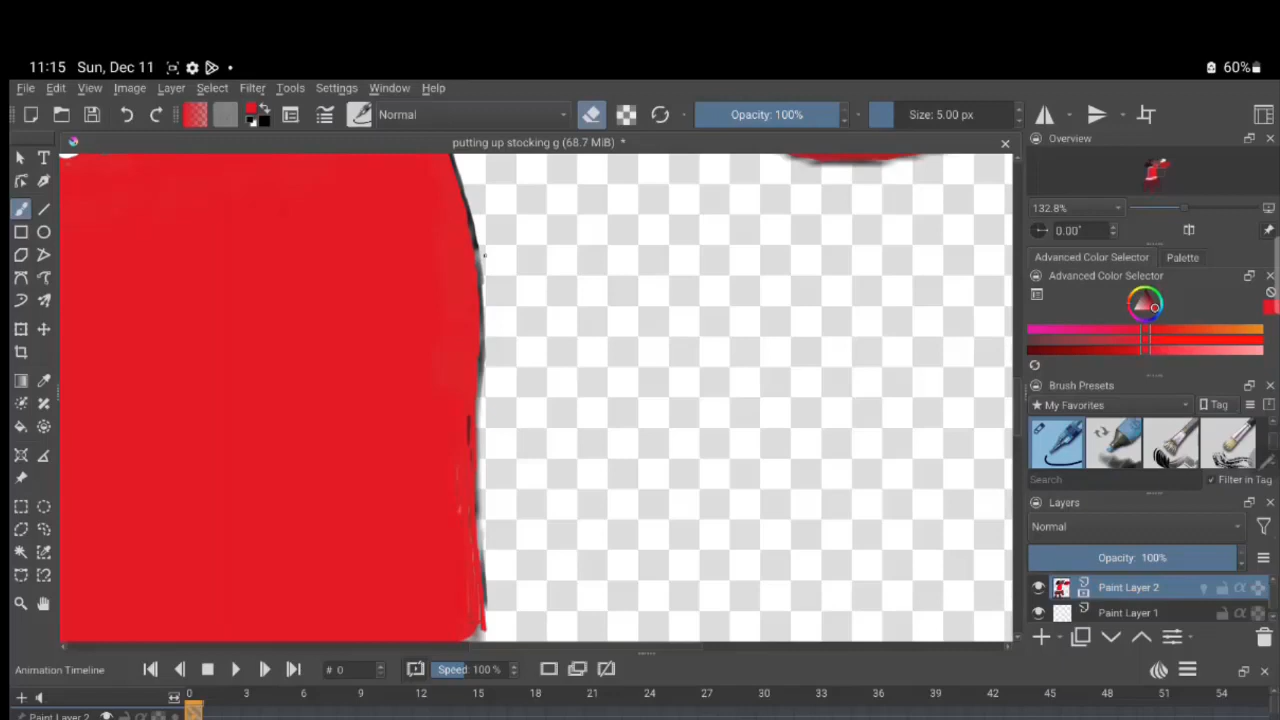 11:15 Sun, Dec 11 60%
File Edit View Image Layer Select Filter Tools Settings Window Help
Normal Opacity: 100% Size: 5.00 px
putting up stocking g (68.7 MiB) *
Overview
132.8%
0.00°
Advanced Color Selector Palette
Advanced Color Selector
Brush Presets
★ My Favorites Tag
Search Filter in Tag
Layers
Normal
Opacity: 100%
Paint Layer 2
Paint Layer 1
Animation Timeline # 0 Speed: 100 %
0 3 6 9 12 15 18 21 24 27 30 33 36 39 42 45 48 51 54
Paint Layer 2